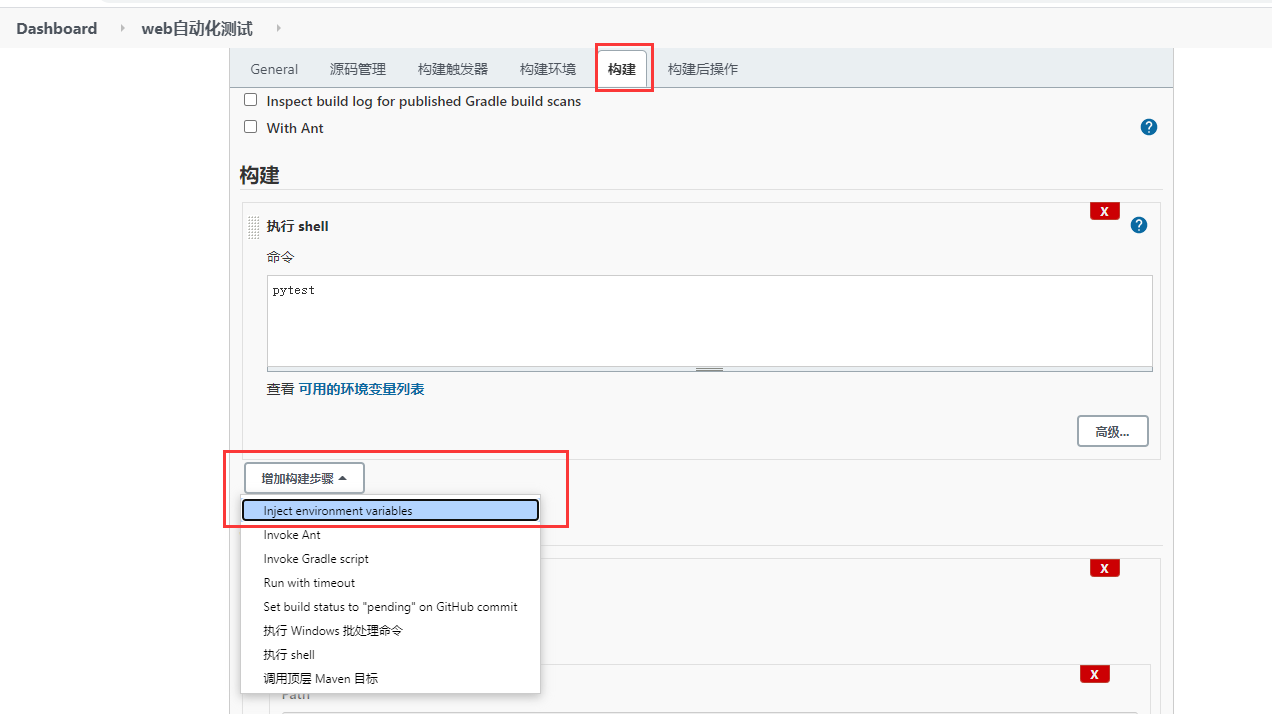 Dashboard web自动化测试
General 源码管理 构建触发器 构建环境 构建 构建后操作
Inspect build log for published Gradle build scans
With Ant ?
构建
X
执行 shell ?
命令
pytest
查看 可用的环境变量列表
高级...
增加构建步骤
Inject environment variables
Invoke Ant
Invoke Gradle script
X
Run with timeout
Set build status to "pending" on GitHub commit
执行 Windows 批处理命令
执行 shell
X
调用顶层 Maven 目标
Path